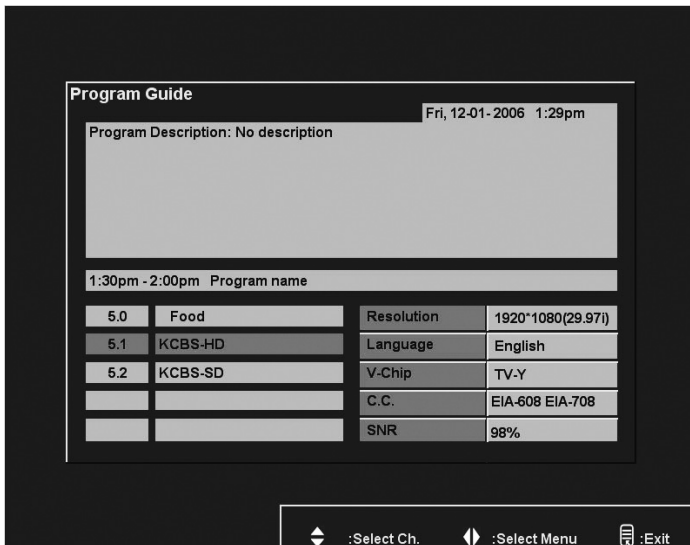 Program Guide
Fri, 12-01-2006 1:29pm
Program Description: No description
1:30pm - 2:00pm Program name
5.0 Food
5.1 KCBS-HD
5.2 KCBS-SD
Resolution 1920*1080(29.97i)
Language English
V-Chip TV-Y
C.C. EIA-608 EIA-708
SNR 98%
:Select Ch. :Select Menu :Exit